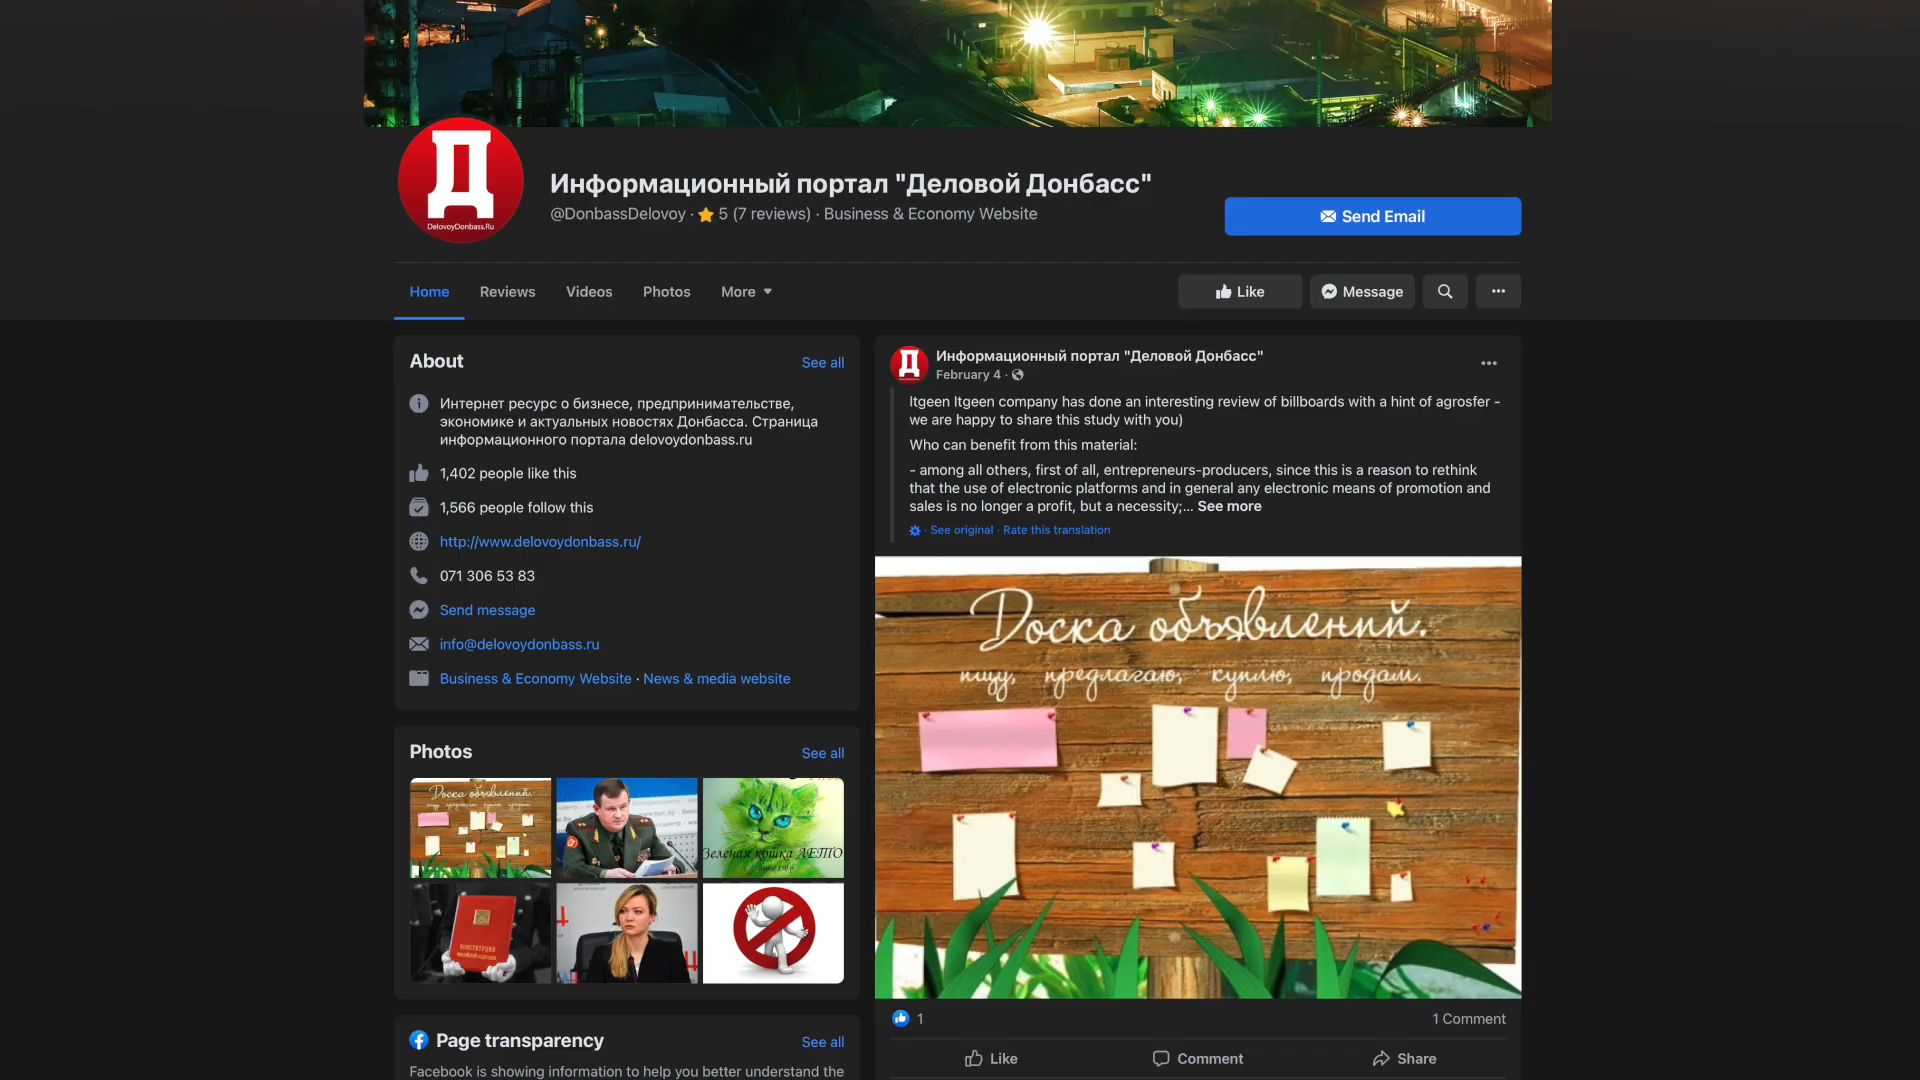 Д
DelovoyDonbass.Ru
Информационный портал "Деловой Донбасс"
@DonbassDelovoy · 5 (7 reviews) · Business & Economy Website
Send Email
Home
Reviews
Videos
Photos
More
Like
Message
About
See all
Интернет ресурс о бизнесе, предпринимательстве,
экономике и актуальных новостях Донбасса. Страница
информационного портала delovoydonbass.ru
1,402 people like this
1,566 people follow this
http://www.delovoydonbass.ru/
071 306 53 83
Send message
info@delovoydonbass.ru
Business & Economy Website · News & media website
Photos
See all
Доска объявлений.
Зеленая кошка ЛЕТО
КОНСТИТУЦИЯ
Page transparency
See all
Facebook is showing information to help you better understand the
Д
Информационный портал "Деловой Донбасс"
February 4 ·
Itgeen Itgeen company has done an interesting review of billboards with a hint of agrosfer -
we are happy to share this study with you)
Who can benefit from this material:
- among all others, first of all, entrepreneurs-producers, since this is a reason to rethink
that the use of electronic platforms and in general any electronic means of promotion and
sales is no longer a profit, but a necessity;... See more
· See original · Rate this translation
Доска объявлений.
ищу, предлагаю, куплю, продам.
1
1 Comment
Like
Comment
Share